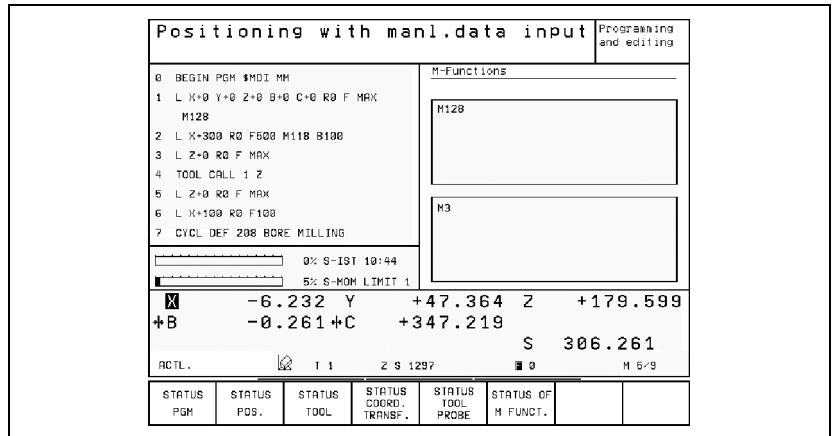 Positioning with manl.data input
Programming
and editing
0 BEGIN PGM $MDI MM
1 L X+0 Y+0 Z+0 B+0 C+0 R0 F MAX
M128
2 L X+300 R0 F500 M118 B100
3 L Z+0 R0 F MAX
4 TOOL CALL 1 Z
5 L Z+0 R0 F MAX
6 L X+100 R0 F100
7 CYCL DEF 208 BORE MILLING
M-Functions
M128
M3
0% S-IST 10:44
5% S-MOM LIMIT 1
X -6.232 Y +47.364 Z +179.599
B -0.261 C +347.219
S 306.261
ACTL. T 1 Z S 1297 F 0 M 5/9
STATUS PGM
STATUS POS.
STATUS TOOL
STATUS COORD. TRANSF.
STATUS TOOL PROBE
STATUS OF M FUNCT.